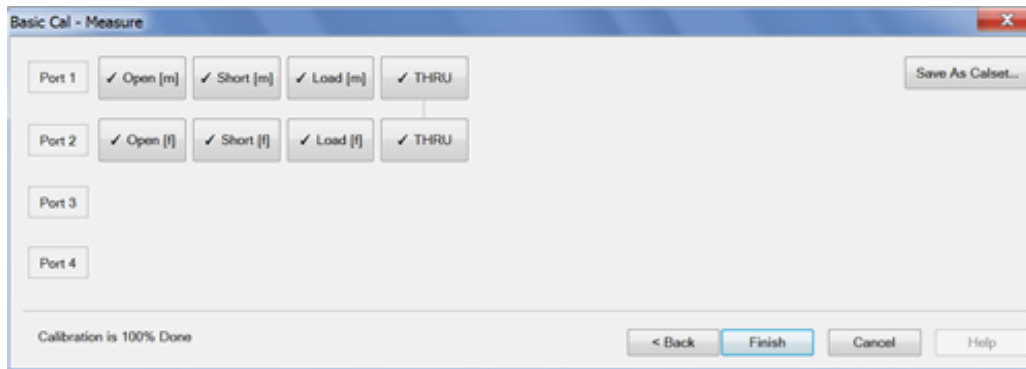 Basic Cal - Measure
Port 1 ✓ Open [m] ✓ Short [m] ✓ Load [m] ✓ THRU Save As Calset...
Port 2 ✓ Open [f] ✓ Short [f] ✓ Load [f] ✓ THRU
Port 3
Port 4
Calibration is 100% Done < Back Finish Cancel Help